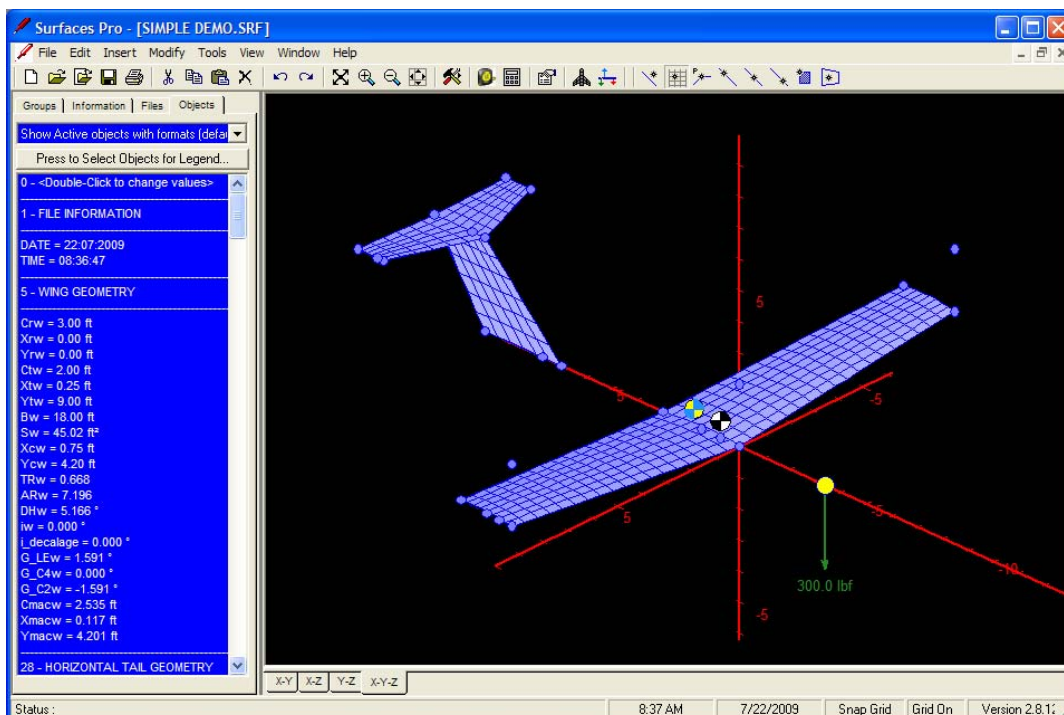 Surfaces Pro - [SIMPLE DEMO.SRF]
File Edit Insert Modify Tools View Window Help
Groups Information Files Objects
Show Active objects with formats (defau
Press to Select Objects for Legend...
0 - <Double-Click to change values>
1 - FILE INFORMATION
DATE = 22:07:2009
TIME = 08:36:47
5 - WING GEOMETRY
Crw = 3.00 ft
Xrw = 0.00 ft
Yrw = 0.00 ft
Ctw = 2.00 ft
Xtw = 0.25 ft
Ytw = 9.00 ft
Bw = 18.00 ft
Sw = 45.02 ft²
Xcw = 0.75 ft
Ycw = 4.20 ft
TRw = 0.668
ARw = 7.196
DHw = 5.166 °
iw = 0.000 °
i_decalage = 0.000 °
G_LEw = 1.591 °
G_C4w = 0.000 °
G_C2w = -1.591 °
Cmacw = 2.535 ft
Xmacw = 0.117 ft
Ymacw = 4.201 ft
28 - HORIZONTAL TAIL GEOMETRY
5
5
-5
5
-5
-10
300.0 lbf
-5
X-Y X-Z Y-Z X-Y-Z
Status : 8:37 AM 7/22/2009 Snap Grid Grid On Version 2.8.12